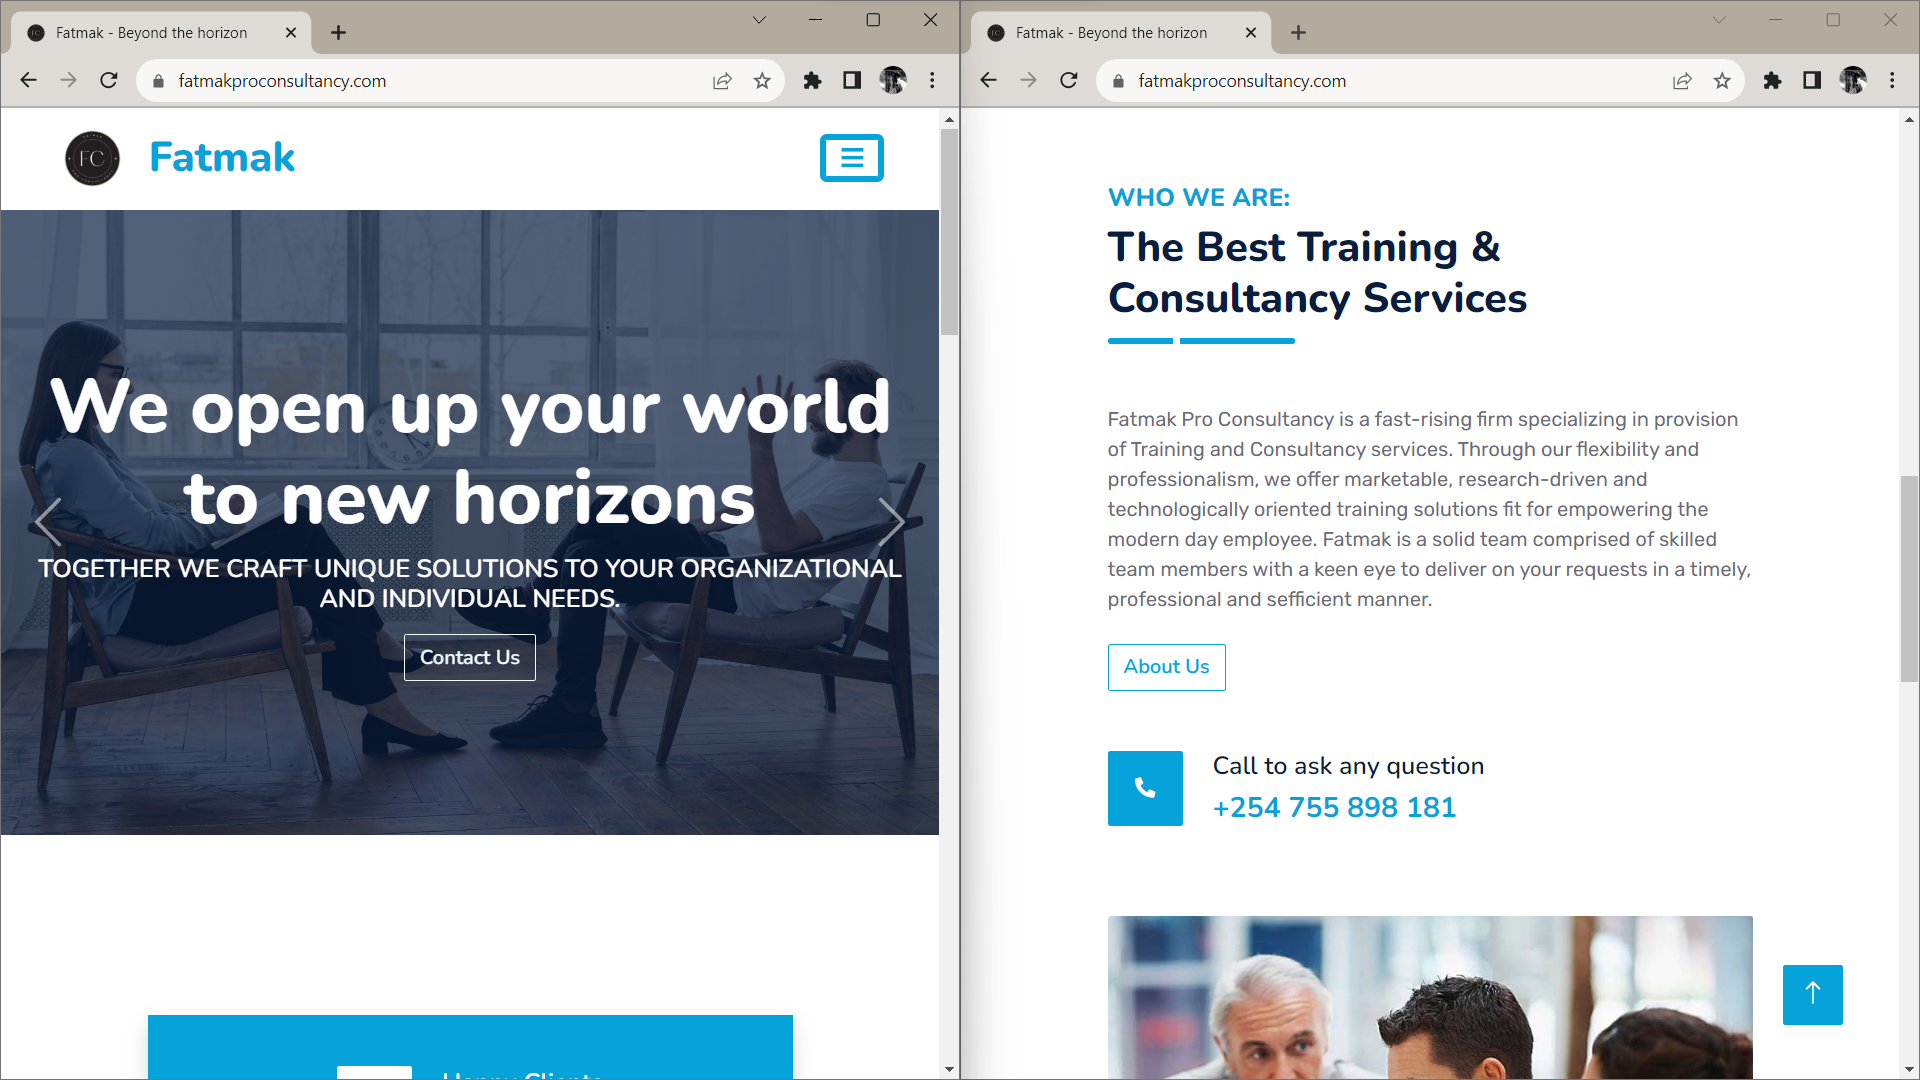 Fatmak - Beyond the horizon
fatmakproconsultancy.com
FC
Fatmak
We open up your world
to new horizons
TOGETHER WE CRAFT UNIQUE SOLUTIONS TO YOUR ORGANIZATIONAL
AND INDIVIDUAL NEEDS.
Contact Us
Happy Clients
Fatmak - Beyond the horizon
fatmakproconsultancy.com
WHO WE ARE:
The Best Training &
Consultancy Services
Fatmak Pro Consultancy is a fast-rising firm specializing in provision
of Training and Consultancy services. Through our flexibility and
professionalism, we offer marketable, research-driven and
technologically oriented training solutions fit for empowering the
modern day employee. Fatmak is a solid team comprised of skilled
team members with a keen eye to deliver on your requests in a timely,
professional and sefficient manner.
About Us
Call to ask any question
+254 755 898 181